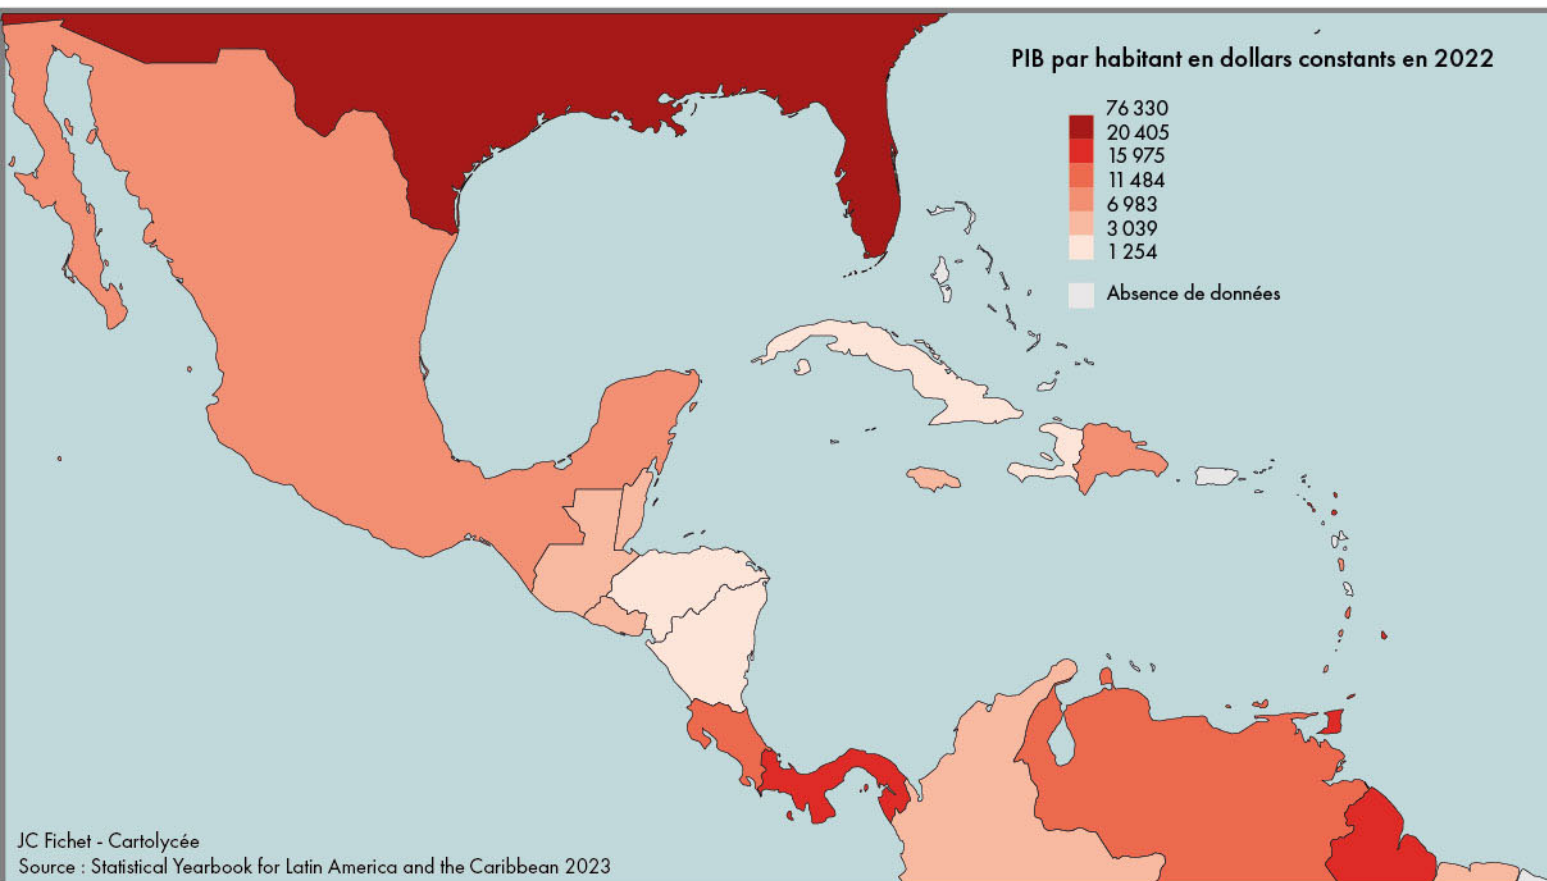 PIB par habitant en dollars constants en 2022
76 330
20 405
15 975
11 484
6 983
3 039
1 254
Absence de données
JC Fichet - Cartolycée
Source : Statistical Yearbook for Latin America and the Caribbean 2023